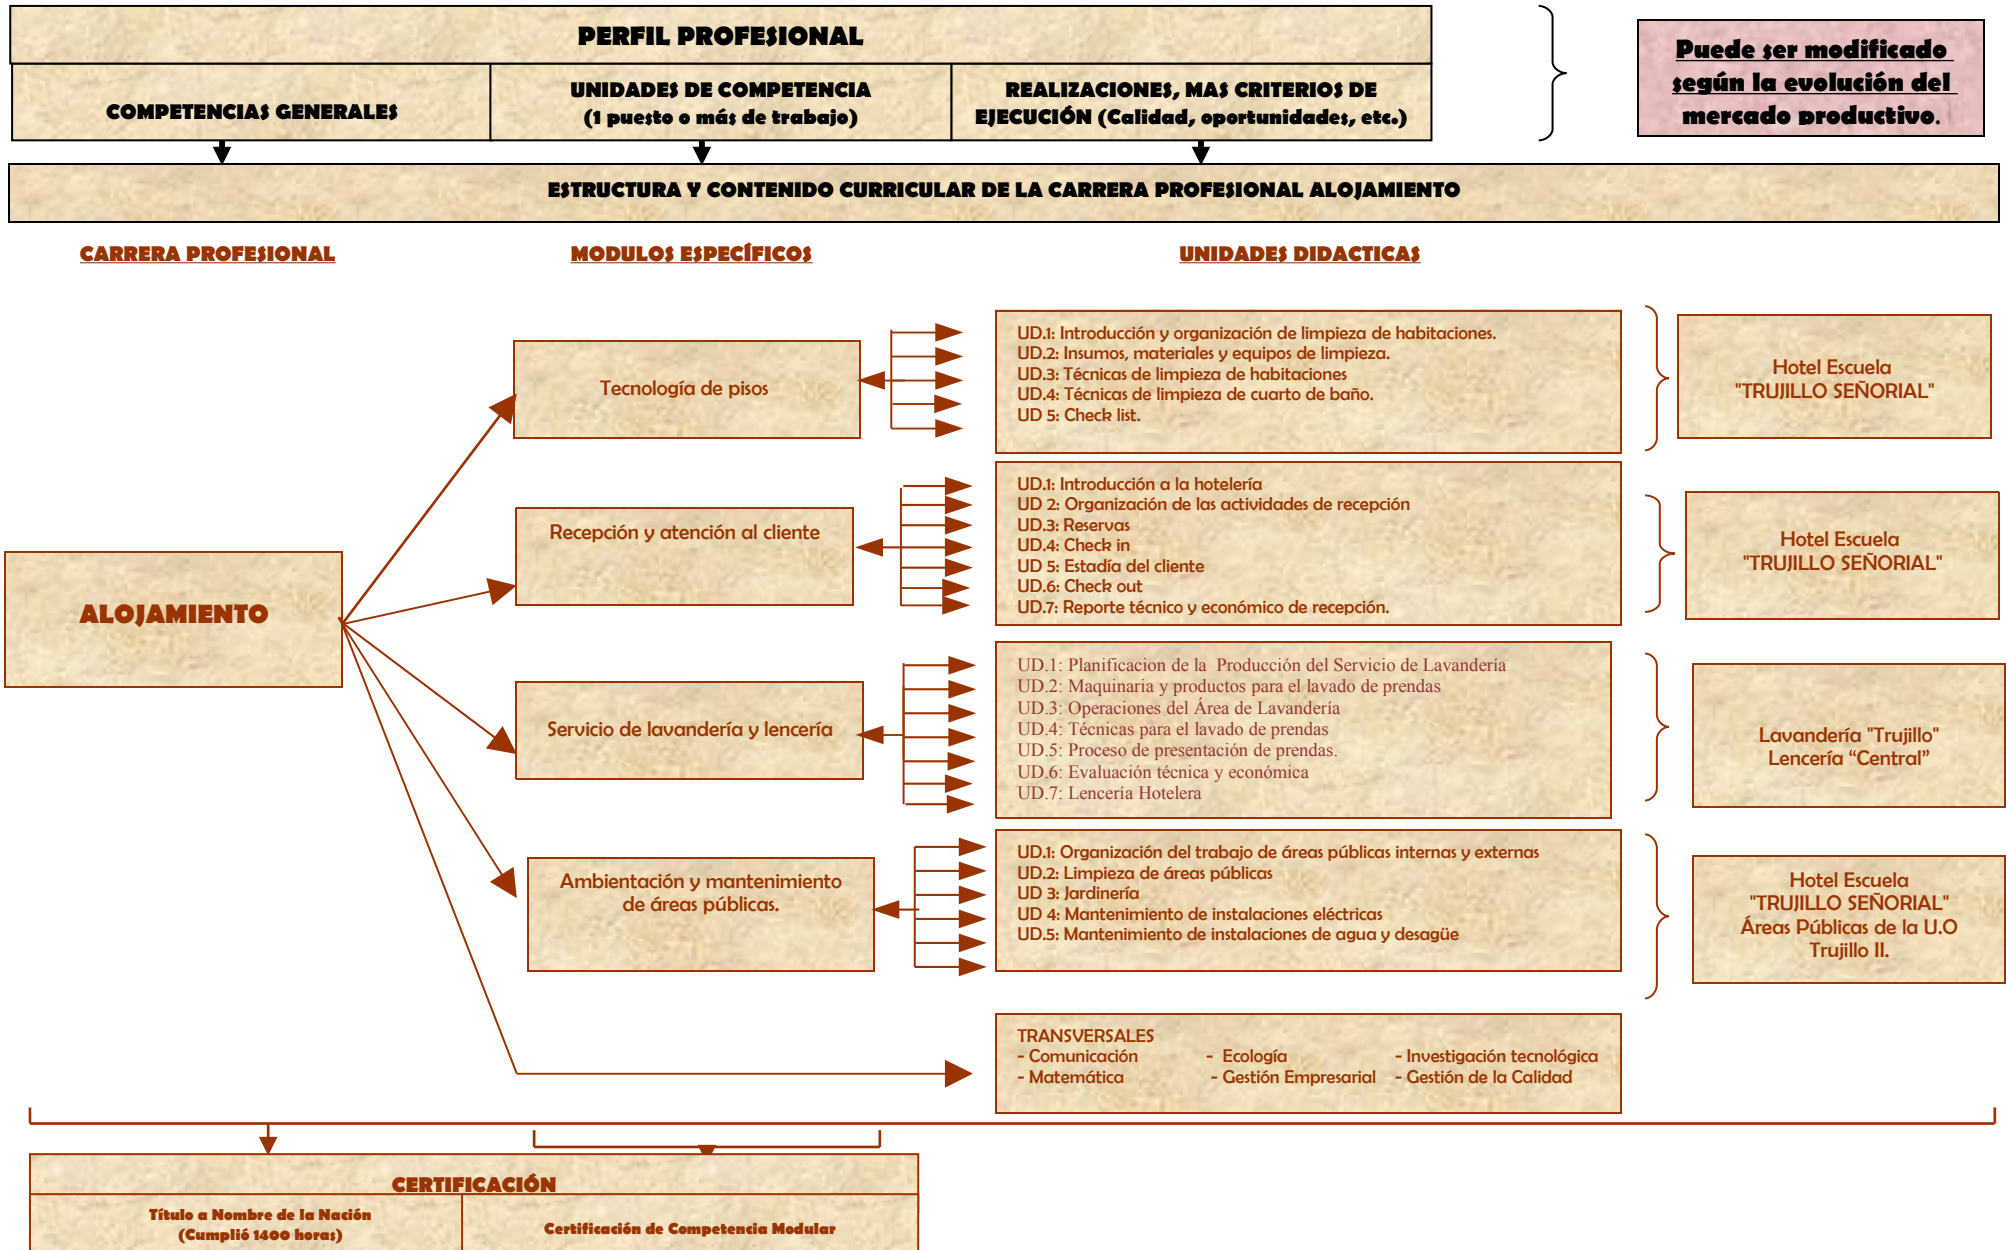 PERFIL PROFESIONAL
COMPETENCIAS GENERALES
UNIDADES DE COMPETENCIA
(1 puesto o más de trabajo)
REALIZACIONES, MAS CRITERIOS DE
EJECUCIÓN (Calidad, oportunidades, etc.)
Puede ser modificado
según la evolución del
mercado productivo.
ESTRUCTURA Y CONTENIDO CURRICULAR DE LA CARRERA PROFESIONAL ALOJAMIENTO
CARRERA PROFESIONAL
MODULOS ESPECÍFICOS
UNIDADES DIDACTICAS
ALOJAMIENTO
Tecnología de pisos
UD.1: Introducción y organización de limpieza de habitaciones.
UD.2: Insumos, materiales y equipos de limpieza.
UD.3: Técnicas de limpieza de habitaciones
UD.4: Técnicas de limpieza de cuarto de baño.
UD 5: Check list.
Hotel Escuela
"TRUJILLO SEÑORIAL"
Recepción y atención al cliente
UD.1: Introducción a la hotelería
UD 2: Organización de las actividades de recepción
UD.3: Reservas
UD.4: Check in
UD 5: Estadía del cliente
UD.6: Check out
UD.7: Reporte técnico y económico de recepción.
Hotel Escuela
"TRUJILLO SEÑORIAL"
Servicio de lavandería y lencería
UD.1: Planificacion de la Producción del Servicio de Lavandería
UD.2: Maquinaria y productos para el lavado de prendas
UD.3: Operaciones del Área de Lavandería
UD.4: Técnicas para el lavado de prendas
UD.5: Proceso de presentación de prendas.
UD.6: Evaluación técnica y económica
UD.7: Lencería Hotelera
Lavandería "Trujillo"
Lencería “Central”
Ambientación y mantenimiento
de áreas públicas.
UD.1: Organización del trabajo de áreas públicas internas y externas
UD.2: Limpieza de áreas públicas
UD 3: Jardinería
UD 4: Mantenimiento de instalaciones eléctricas
UD.5: Mantenimiento de instalaciones de agua y desagüe
Hotel Escuela
"TRUJILLO SEÑORIAL"
Áreas Públicas de la U.O
Trujillo II.
TRANSVERSALES
- Comunicación - Ecología - Investigación tecnológica
- Matemática - Gestión Empresarial - Gestión de la Calidad
CERTIFICACIÓN
Título a Nombre de la Nación
(Cumplió 1400 horas)
Certificación de Competencia Modular